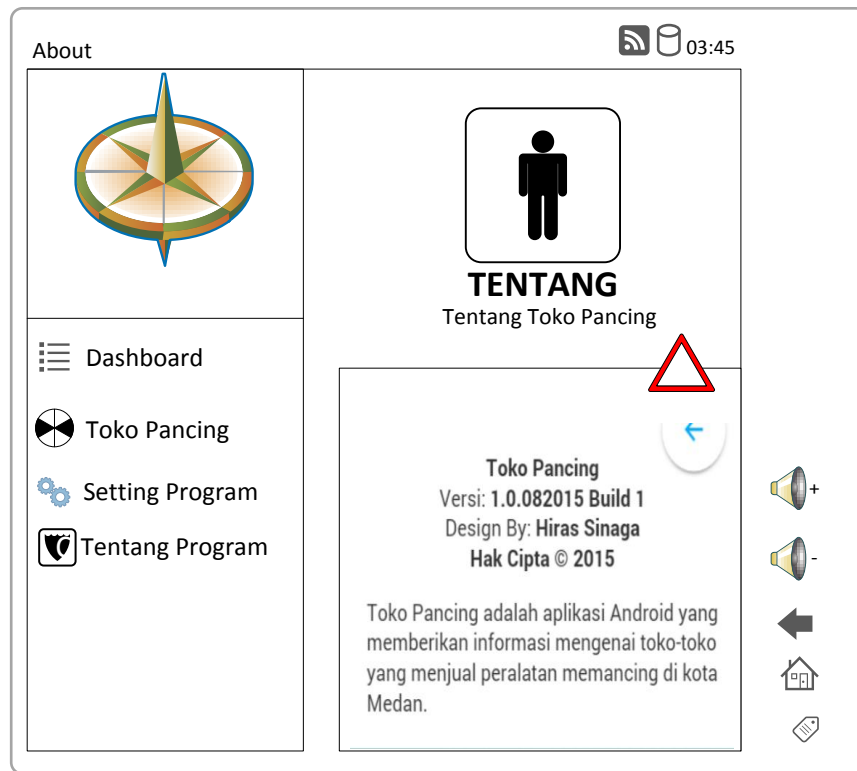 About
03:45
TENTANG
Tentang Toko Pancing
Dashboard
Toko Pancing
Setting Program
Tentang Program
Toko Pancing
Versi: 1.0.082015 Build 1
Design By: Hiras Sinaga
Hak Cipta © 2015
Toko Pancing adalah aplikasi Android yang
memberikan informasi mengenai toko-toko
yang menjual peralatan memancing di kota
Medan.
+
-